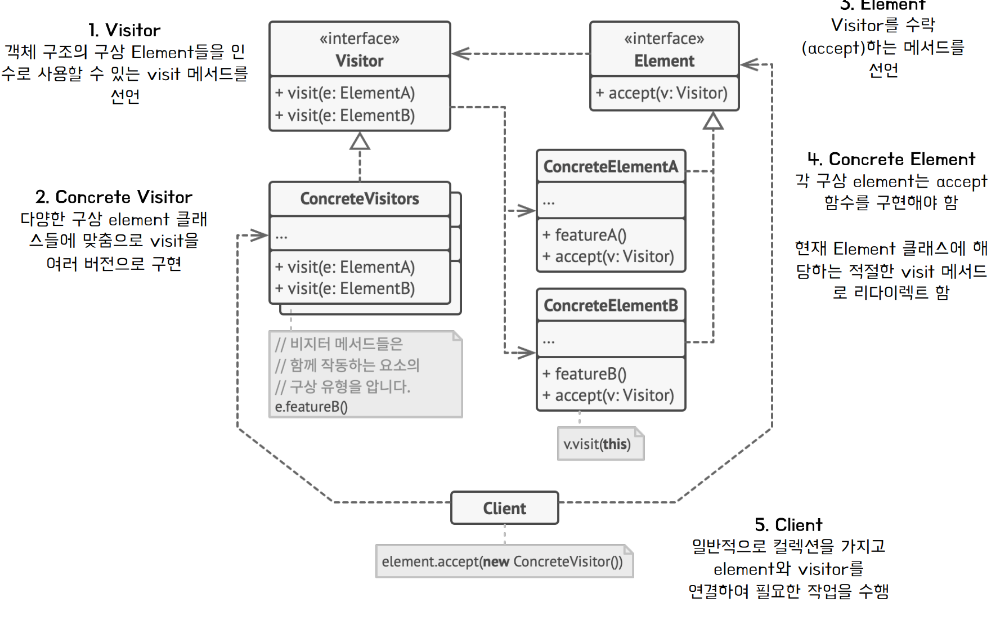 1. Visitor
객체 구조의 구상 Element들을 인
수로 사용할 수 있는 visit 메서드를
선언
«interface»
Visitor
+ visit(e: ElementA)
+ visit(e: ElementB)
«interface»
Element
+ accept(v: Visitor)
3. Element
Visitor를 수락
(accept)하는 메서드를
선언
2. Concrete Visitor
다양한 구상 element 클래
스들에 맞춤으로 visit을
여러 버전으로 구현
ConcreteVisitors
...
+ visit(e: ElementA)
+ visit(e: ElementB)
// 비지터 메서드들은
// 함께 작동하는 요소의
// 구상 유형을 압니다.
e.featureB()
ConcreteElementA
...
+ featureA()
+ accept(v: Visitor)
ConcreteElementB
...
+ featureB()
+ accept(v: Visitor)
v.visit(this)
4. Concrete Element
각 구상 element는 accept
함수를 구현해야 함
현재 Element 클래스에 해
당하는 적절한 visit 메서드
로 리다이렉트 함
Client
element.accept(new ConcreteVisitor())
5. Client
일반적으로 컬렉션을 가지고
element와 visitor를
연결하여 필요한 작업을 수행